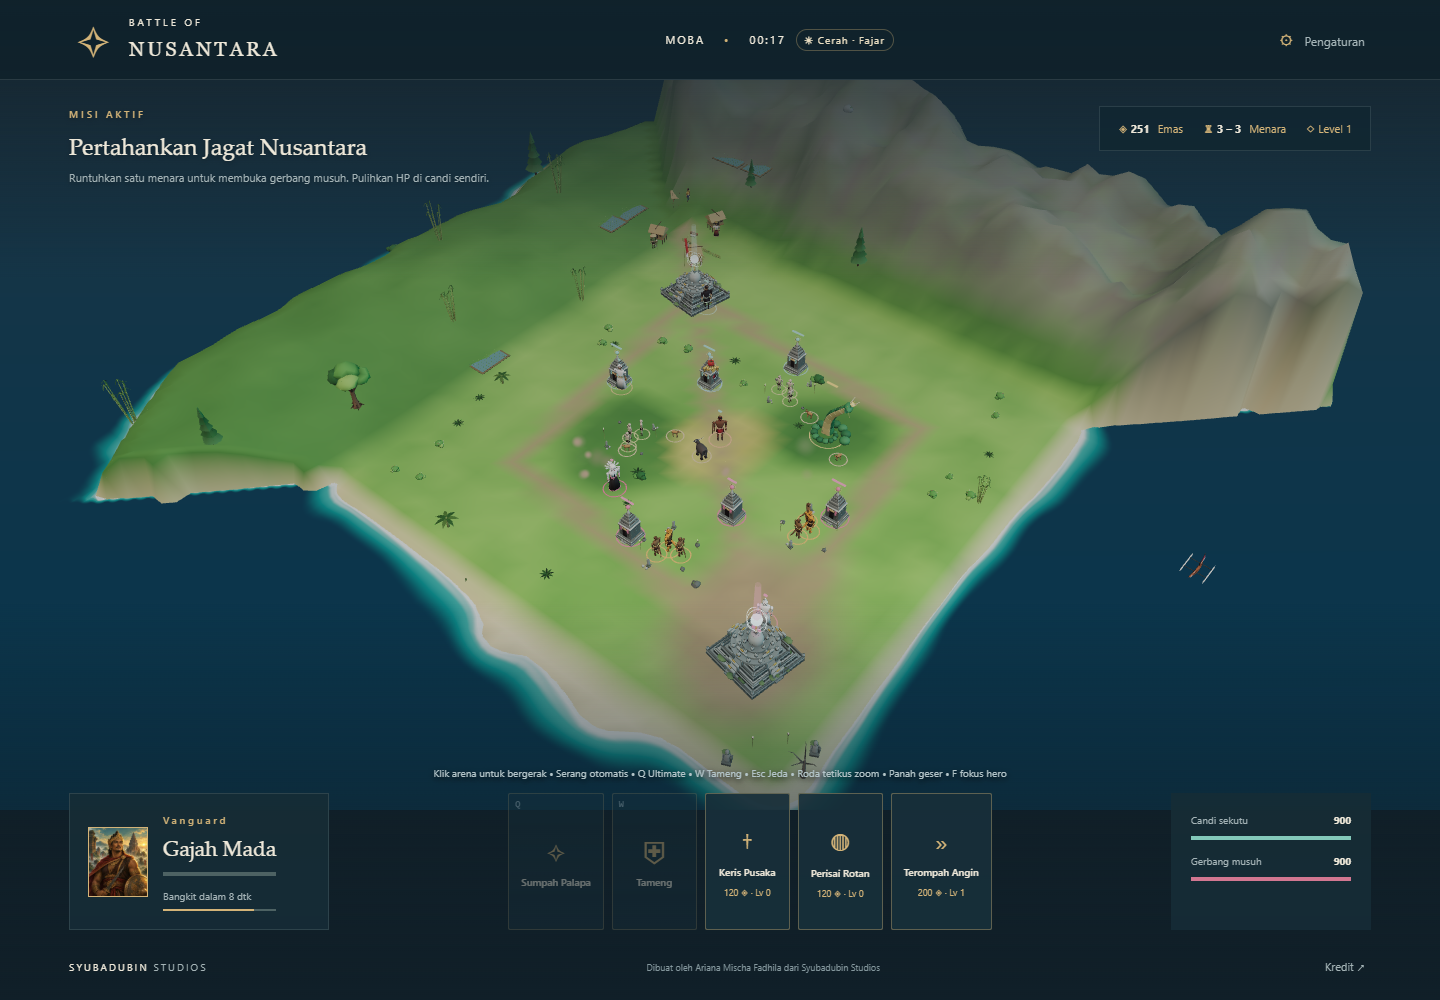 BATTLE OF
NUSANTARA
MOBA • 00:17 Cerah · Fajar
Pengaturan
MISI AKTIF
Pertahankan Jagat Nusantara
Runtuhkan satu menara untuk membuka gerbang musuh. Pulihkan HP di candi sendiri.
251 Emas 3 – 3 Menara Level 1
Klik arena untuk bergerak • Serang otomatis • Q Ultimate • W Tameng • Esc Jeda • Roda tetikus zoom • Panah geser • F fokus hero
Vanguard
Gajah Mada
Bangkit dalam 8 dtk
Q
Sumpah Palapa
W
Tameng
Keris Pusaka
120 ◈ · Lv 0
Perisai Rotan
120 ◈ · Lv 0
Terompah Angin
200 ◈ · Lv 1
Candi sekutu 900
Gerbang musuh 900
SYUBADUBIN STUDIOS
Dibuat oleh Ariana Mischa Fadhila dari Syubadubin Studios
Kredit ↗